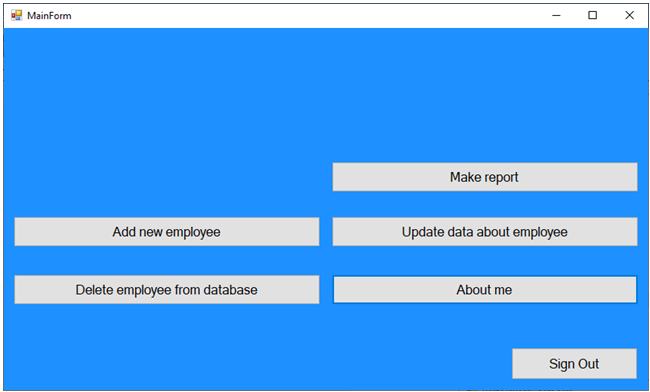 MainForm
Make report
Add new employee
Update data about employee
Delete employee from database
About me
Sign Out